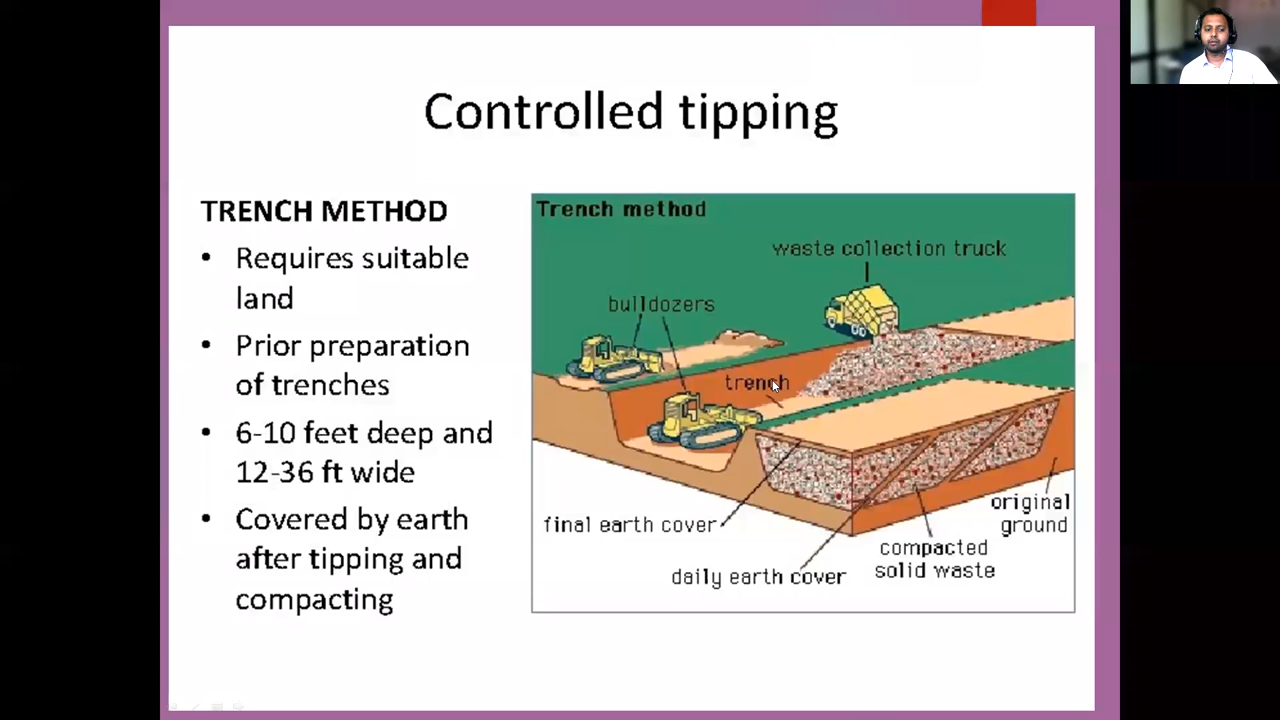 Controlled tipping
TRENCH METHOD
• Requires suitable
land
• Prior preparation
of trenches
• 6-10 feet deep and
12-36 ft wide
• Covered by earth
after tipping and
compacting
Trench method
waste collection truck
bulldozers
trench
final earth cover
daily earth cover
compacted
solid waste
original
ground